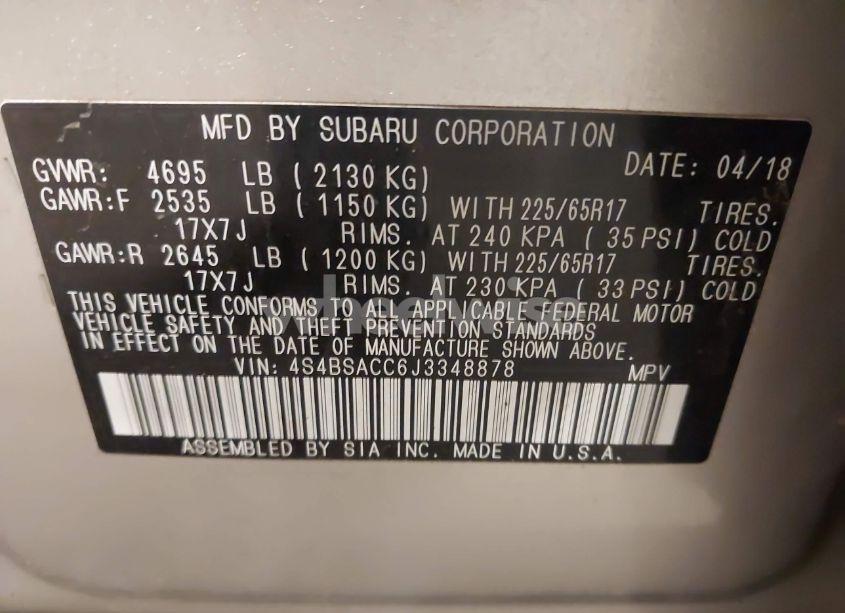 MFD BY SUBARU CORPORATION
GVWR: 4695 LB (2130 KG) DATE: 04/18
GAWR:F 2535 LB (1150 KG) WITH 225/65R17 TIRES.
17X7J RIMS. AT 240 KPA ( 35 PSI) COLD
GAWR:R 2645 LB (1200 KG) WITH 225/65R17 TIRES.
17X7J RIMS. AT 230 KPA ( 33 PSI) COLD
THIS VEHICLE CONFORMS TO ALL APPLICABLE FEDERAL MOTOR
VEHICLE SAFETY AND THEFT PREVENTION STANDARDS
IN EFFECT ON THE DATE OF MANUFACTURE SHOWN ABOVE.
VIN: 4S4BSACC6J3348878 MPV
ASSEMBLED BY SIA INC. MADE IN U.S.A.